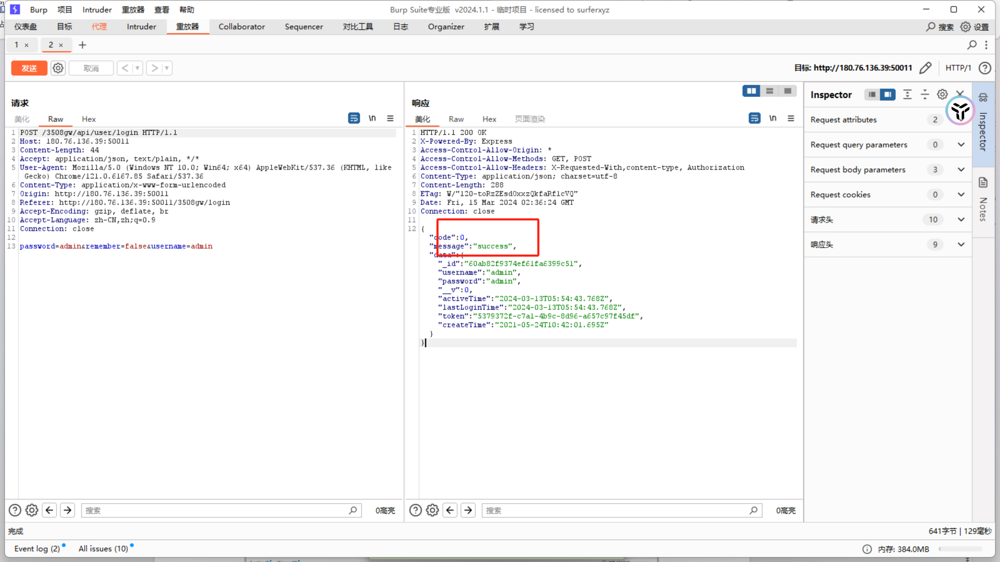 Burp 项目 Intruder 重放器 查看 帮助 Burp Suite专业版 v2024.1.1 - 临时项目 - licensed to surferxyz
仪表盘 目标 代理 Intruder 重放器 Collaborator Sequencer 对比工具 日志 Organizer 扩展 学习 搜索 设置
1 × 2 × +
发送 取消 < > 目标: http://180.76.136.39:50011 HTTP/1
请求
美化 Raw Hex \n
1 POST /3508gw/api/user/login HTTP/1.1
2 Host: 180.76.136.39:50011
3 Content-Length: 44
4 Accept: application/json, text/plain, */*
5 User-Agent: Mozilla/5.0 (Windows NT 10.0; Win64; x64) AppleWebKit/537.36 (KHTML, like
Gecko) Chrome/121.0.6167.85 Safari/537.36
6 Content-Type: application/x-www-form-urlencoded
7 Origin: http://180.76.136.39:50011
8 Referer: http://180.76.136.39:50011/3508gw/login
9 Accept-Encoding: gzip, deflate, br
10 Accept-Language: zh-CN,zh;q=0.9
11 Connection: close
12
13 password=admin&remember=false&username=admin
搜索 0高亮
响应
美化 Raw Hex 页面渲染 \n
1 HTTP/1.1 200 OK
2 X-Powered-By: Express
3 Access-Control-Allow-Origin: *
4 Access-Control-Allow-Methods: GET, POST
5 Access-Control-Allow-Headers: X-Requested-With,content-type, Authorization
6 Content-Type: application/json; charset=utf-8
7 Content-Length: 288
8 ETag: W/"120-toRzZEsdOxxzQkfaRf1cVQ"
9 Date: Fri, 15 Mar 2024 02:36:24 GMT
10 Connection: close
11
12 {
"code":0,
"message":"success",
"data":{
"_id":"60ab82f9374ef61fa6399c51",
"username":"admin",
"password":"admin",
"__v":0,
"activeTime":"2024-03-13T05:54:43.768Z",
"lastLoginTime":"2024-03-13T05:54:43.768Z",
"token":"5379372f-c7a1-4b9c-8d96-a657c97f45df",
"createTime":"2021-05-24T10:42:01.695Z"
}
}
搜索 0高亮
Inspector
Request attributes 2
Request query parameters 0
Request body parameters 3
Request cookies 0
请求头 10
响应头 9
Inspector
Notes
完成 641字节 | 129毫秒
Event log (2) All issues (10) 内存: 384.0MB